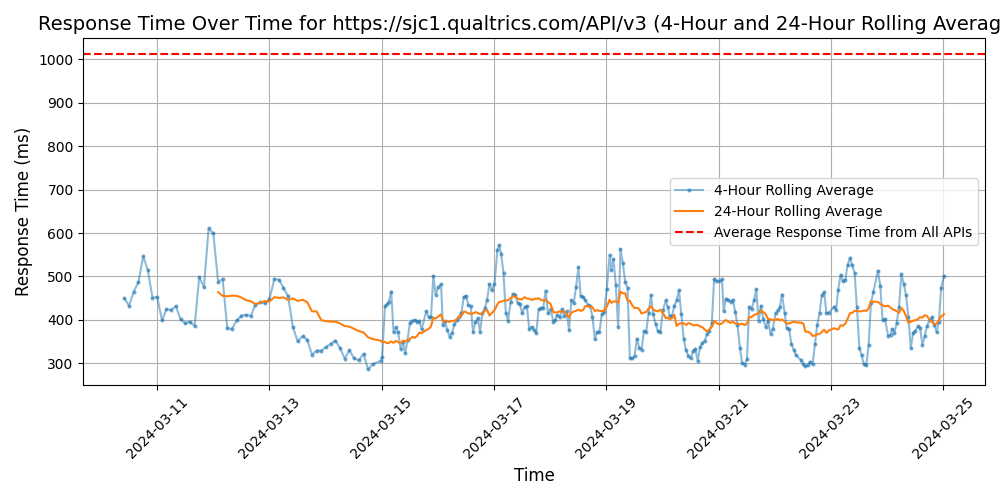 Response Time Over Time for https://sjc1.qualtrics.com/API/v3 (4-Hour and 24-Hour Rolling Averag
Response Time (ms)
1000
900
800
700
600
500
400
300
4-Hour Rolling Average
24-Hour Rolling Average
Average Response Time from All APIs
2024-03-11
2024-03-13
2024-03-15
2024-03-17
2024-03-19
2024-03-21
2024-03-23
2024-03-25
Time